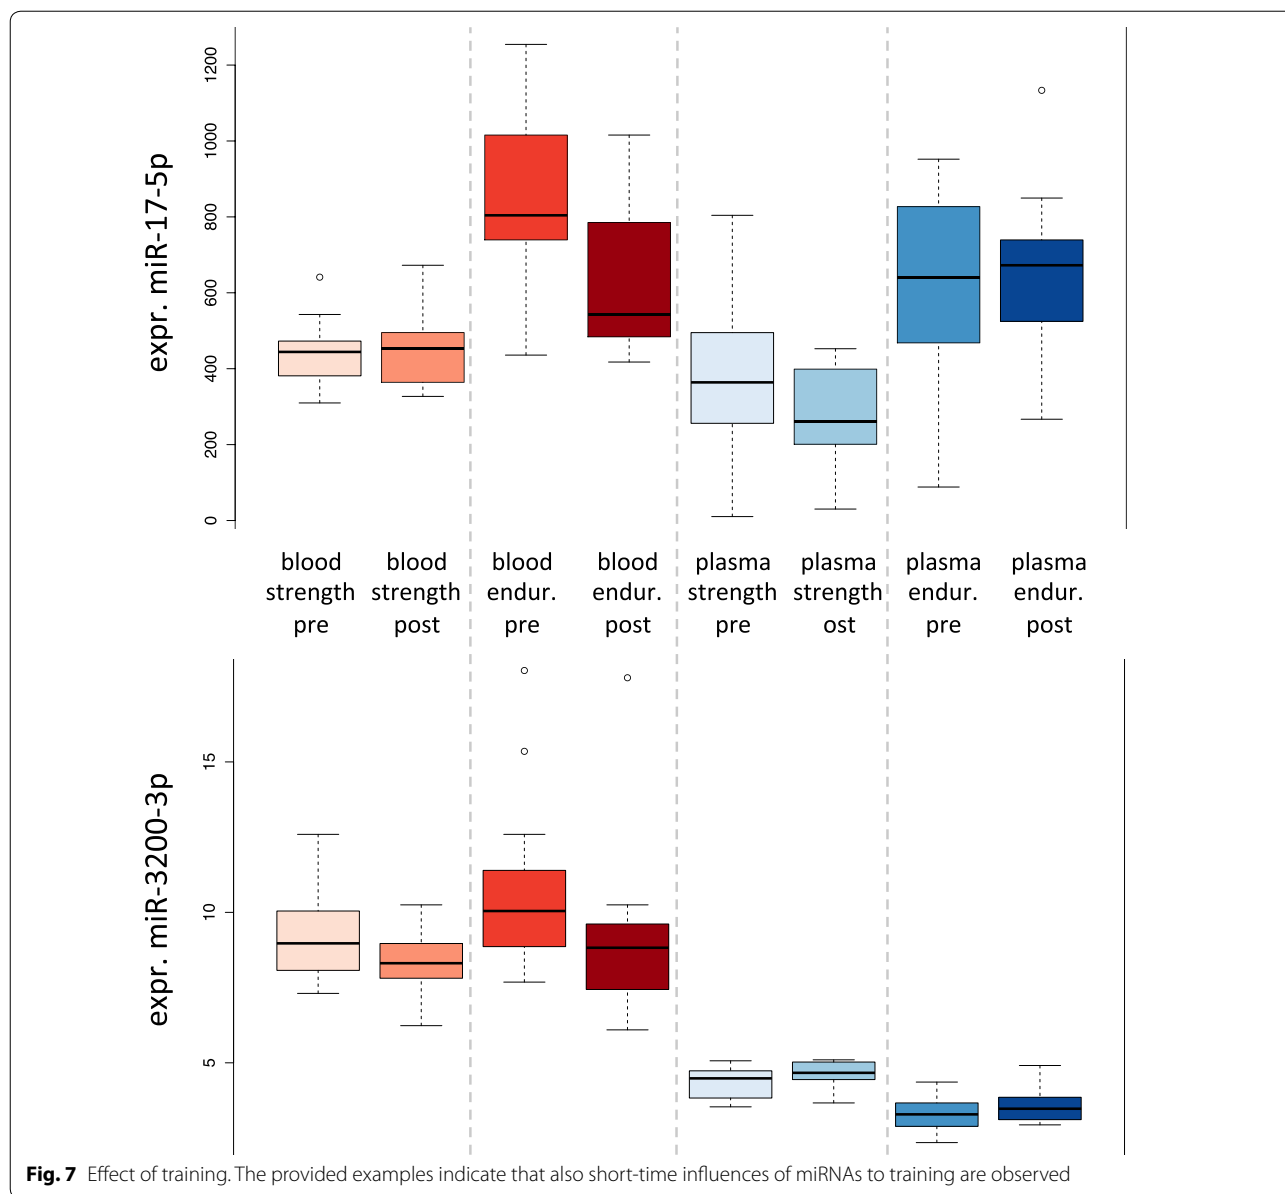 expr. miR-17-5p
1200
1000
800
600
400
200
0
blood strength pre
blood strength post
blood endur. pre
blood endur. post
plasma strength pre
plasma strength ost
plasma endur. pre
plasma endur. post
expr. miR-3200-3p
15
10
5
Fig. 7 Effect of training. The provided examples indicate that also short-time influences of miRNAs to training are observed